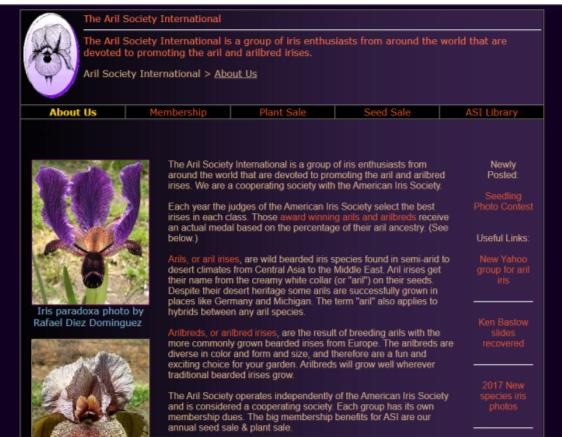 The Aril Society International
The Aril Society International is a group of iris enthusiasts from around the world that are
devoted to promoting the aril and arilbred irises.
Aril Society International > About Us
About Us
Membership
Plant Sale
Seed Sale
ASI Library
The Aril Society International is a group of iris enthusiasts from
around the world that are devoted to promoting the aril and arilbred
irises. We are a cooperating society with the American Iris Society.
Each year the judges of the American Iris Society select the best
irises in each class. Those award winning arils and arilbreds receive
an actual medal based on the percentage of their aril ancestry. (See
below.)
Arils, or aril irises, are wild bearded iris species found in semi-arid to
desert climates from Central Asia to the Middle East. Aril irises get
their name from the creamy white collar (or "aril") on their seeds.
Despite their desert heritage some arils are successfully grown in
places like Germany and Michigan. The term "aril" also applies to
hybrids between any aril species.
Arilbreds, or arilbred irises, are the result of breeding arils with the
more commonly grown bearded irises from Europe. The arilbreds are
diverse in color and form and size, and therefore are a fun and
exciting choice for your garden. Arilbreds will grow well wherever
traditional bearded irises grow.
The Aril Society operates independently of the American Iris Society
and is considered a cooperating society. Each group has its own
membership dues. The big membership benefits for ASI are our
annual seed sale & plant sale.
Iris paradoxa photo by
Rafael Diez Dominguez
Newly
Posted:
Seedling
Photo Contest
Useful Links:
New Yahoo
group for aril
iris
Ken Bastow
slides
recovered
2017 New
species iris
photos